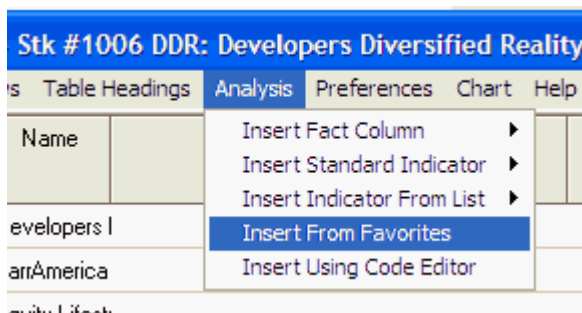 Stk #1006 DDR: Developers Diversified Reality
Table Headings Analysis Preferences Chart Help
Name
Insert Fact Column
Insert Standard Indicator
Insert Indicator From List
Insert From Favorites
Insert Using Code Editor
evelopers
arrAmerica